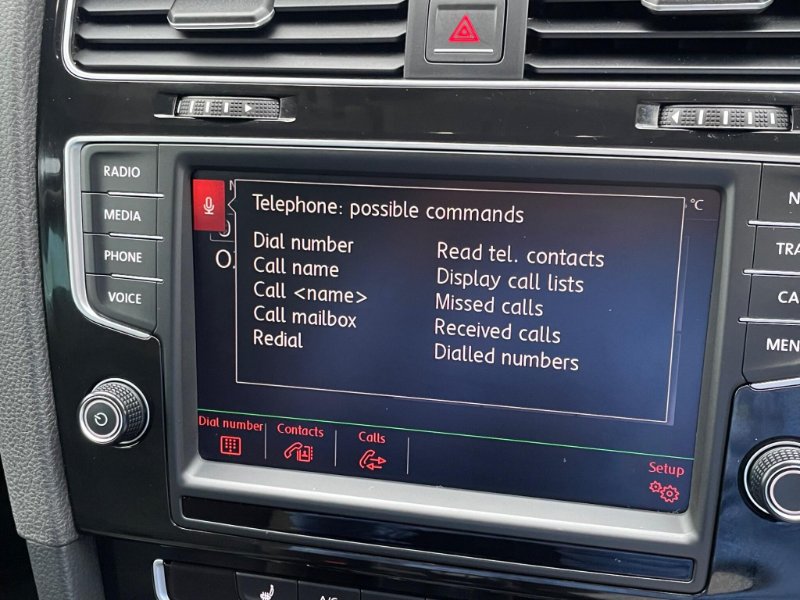 RADIO
MEDIA
PHONE
VOICE
°C
Telephone: possible commands
Dial number
Call name
Call <name>
Call mailbox
Redial
Read tel. contacts
Display call lists
Missed calls
Received calls
Dialled numbers
Dial number
Contacts
Calls
Setup